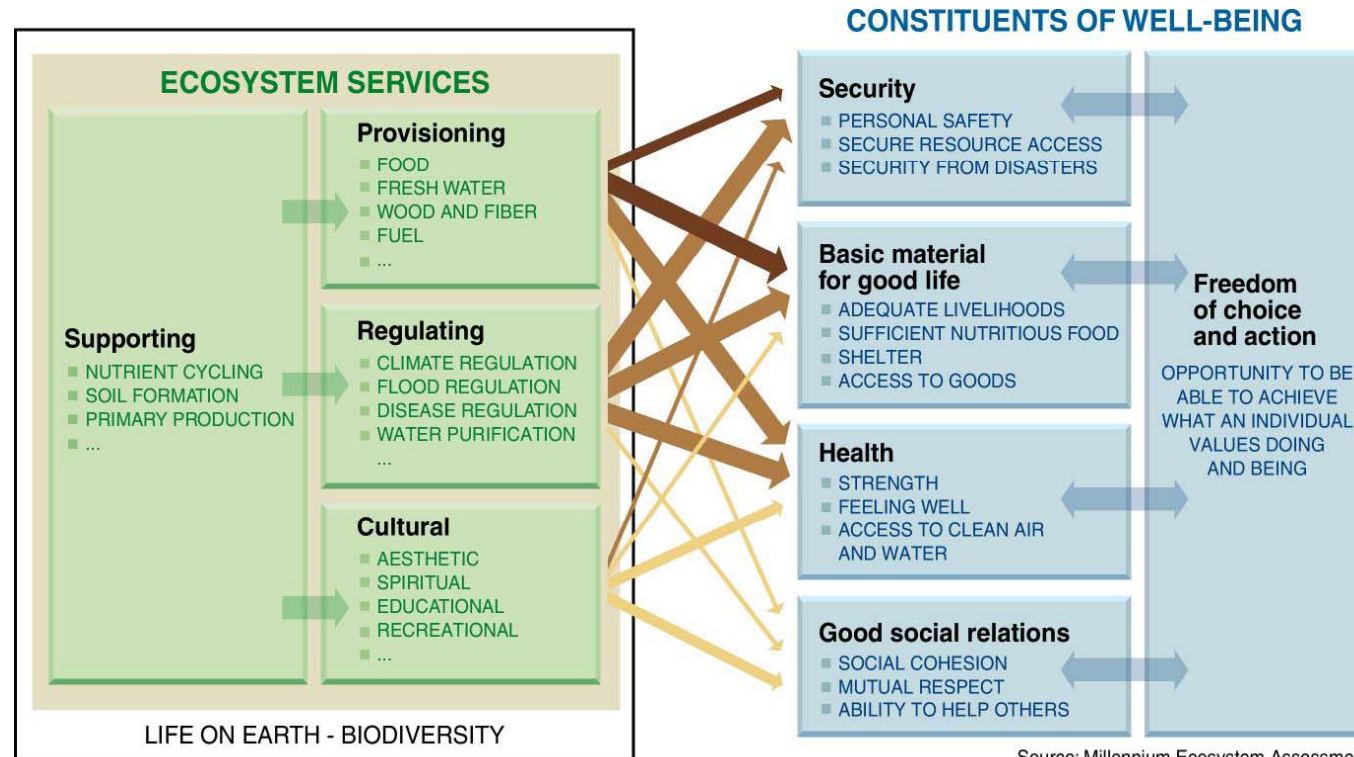 CONSTITUENTS OF WELL-BEING
ECOSYSTEM SERVICES
Supporting
NUTRIENT CYCLING
SOIL FORMATION
PRIMARY PRODUCTION
...
Provisioning
FOOD
FRESH WATER
WOOD AND FIBER
FUEL
...
Regulating
CLIMATE REGULATION
FLOOD REGULATION
DISEASE REGULATION
WATER PURIFICATION
...
Cultural
AESTHETIC
SPIRITUAL
EDUCATIONAL
RECREATIONAL
...
LIFE ON EARTH - BIODIVERSITY
Security
PERSONAL SAFETY
SECURE RESOURCE ACCESS
SECURITY FROM DISASTERS
Basic material
for good life
ADEQUATE LIVELIHOODS
SUFFICIENT NUTRITIOUS FOOD
SHELTER
ACCESS TO GOODS
Health
STRENGTH
FEELING WELL
ACCESS TO CLEAN AIR
AND WATER
Good social relations
SOCIAL COHESION
MUTUAL RESPECT
ABILITY TO HELP OTHERS
Freedom
of choice
and action
OPPORTUNITY TO BE
ABLE TO ACHIEVE
WHAT AN INDIVIDUAL
VALUES DOING
AND BEING
Source: Millennium Ecosystem